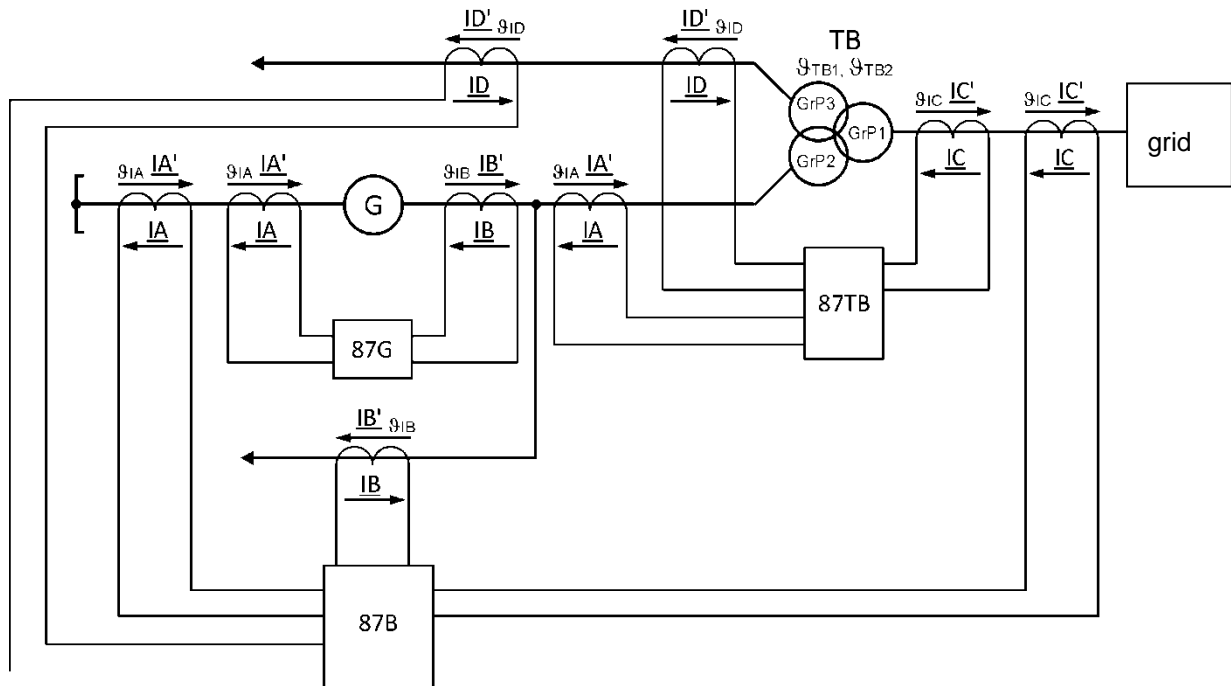 ID' ϑID
ID
ID' ϑID
ID
TB
ϑTB1, ϑTB2
GrP3
GrP1
GrP2
ϑIC IC'
IC
ϑIC IC'
IC
grid
ϑIA IA'
IA
ϑIA IA'
IA
G
ϑIB IB'
IB
ϑIA IA'
IA
87TB
87G
IB' ϑIB
IB
87B